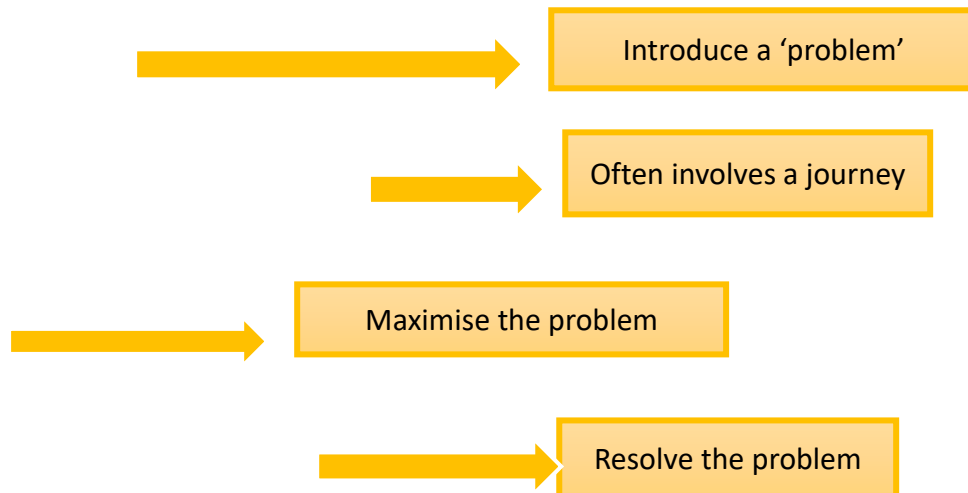 Introduce a ‘problem’
Often involves a journey
Maximise the problem
Resolve the problem